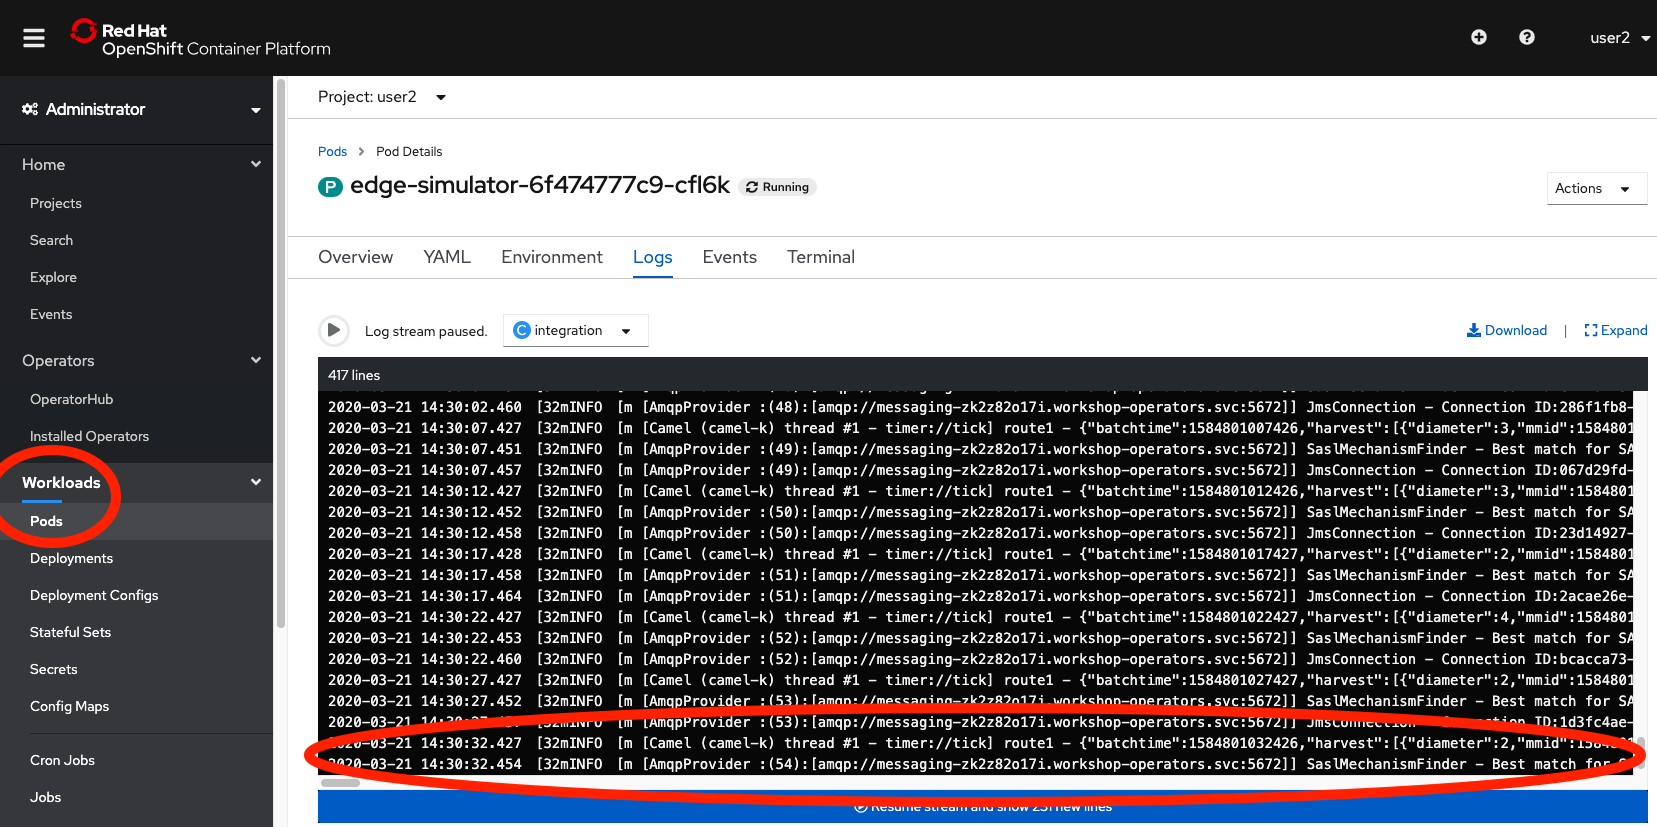 Red Hat
OpenShift Container Platform
user2
Administrator
Home
Projects
Search
Explore
Events
Operators
OperatorHub
Installed Operators
Workloads
Pods
Deployments
Deployment Configs
Stateful Sets
Secrets
Config Maps
Cron Jobs
Jobs
Project: user2
Pods > Pod Details
P edge-simulator-6f474777c9-cfl6k Running
Actions
Overview YAML Environment Logs Events Terminal
Log stream paused. C integration Download | Expand
417 lines
2020-03-21 14:30:02.460 [32mINFO [m [AmqpProvider :(48):[amqp://messaging-zk2z82o17i.workshop-operators.svc:5672]] JmsConnection - Connection ID:286f1fb8-
2020-03-21 14:30:07.427 [32mINFO [m [Camel (camel-k) thread #1 - timer://tick] route1 - {"batchtime":1584801007426,"harvest":[{"diameter":3,"mmid":1584801
2020-03-21 14:30:07.451 [32mINFO [m [AmqpProvider :(49):[amqp://messaging-zk2z82o17i.workshop-operators.svc:5672]] SaslMechanismFinder - Best match for SA
2020-03-21 14:30:07.457 [32mINFO [m [AmqpProvider :(49):[amqp://messaging-zk2z82o17i.workshop-operators.svc:5672]] JmsConnection - Connection ID:067d29fd-
2020-03-21 14:30:12.427 [32mINFO [m [Camel (camel-k) thread #1 - timer://tick] route1 - {"batchtime":1584801012426,"harvest":[{"diameter":3,"mmid":1584801
2020-03-21 14:30:12.452 [32mINFO [m [AmqpProvider :(50):[amqp://messaging-zk2z82o17i.workshop-operators.svc:5672]] SaslMechanismFinder - Best match for SA
2020-03-21 14:30:12.458 [32mINFO [m [AmqpProvider :(50):[amqp://messaging-zk2z82o17i.workshop-operators.svc:5672]] JmsConnection - Connection ID:23d14927-
2020-03-21 14:30:17.428 [32mINFO [m [Camel (camel-k) thread #1 - timer://tick] route1 - {"batchtime":1584801017427,"harvest":[{"diameter":2,"mmid":1584801
2020-03-21 14:30:17.458 [32mINFO [m [AmqpProvider :(51):[amqp://messaging-zk2z82o17i.workshop-operators.svc:5672]] SaslMechanismFinder - Best match for SA
2020-03-21 14:30:17.464 [32mINFO [m [AmqpProvider :(51):[amqp://messaging-zk2z82o17i.workshop-operators.svc:5672]] JmsConnection - Connection ID:2acae26e-
2020-03-21 14:30:22.427 [32mINFO [m [Camel (camel-k) thread #1 - timer://tick] route1 - {"batchtime":1584801022427,"harvest":[{"diameter":4,"mmid":1584801
2020-03-21 14:30:22.453 [32mINFO [m [AmqpProvider :(52):[amqp://messaging-zk2z82o17i.workshop-operators.svc:5672]] SaslMechanismFinder - Best match for SA
2020-03-21 14:30:22.460 [32mINFO [m [AmqpProvider :(52):[amqp://messaging-zk2z82o17i.workshop-operators.svc:5672]] JmsConnection - Connection ID:bcacca73-
2020-03-21 14:30:27.427 [32mINFO [m [Camel (camel-k) thread #1 - timer://tick] route1 - {"batchtime":1584801027427,"harvest":[{"diameter":2,"mmid":1584801
2020-03-21 14:30:27.452 [32mINFO [m [AmqpProvider :(53):[amqp://messaging-zk2z82o17i.workshop-operators.svc:5672]] SaslMechanismFinder - Best match for SA
2020-03-21 [32mINFO [m [AmqpProvider :(53):[amqp://messaging-zk2z82o17i.workshop-operators.svc:5672]] JmsConnection - Connection ID:1d3fc4ae-
2020-03-21 14:30:32.427 [32mINFO [m [Camel (camel-k) thread #1 - timer://tick] route1 - {"batchtime":1584801032426,"harvest":[{"diameter":2,"mmid":1584801
2020-03-21 14:30:32.454 [32mINFO [m [AmqpProvider :(54):[amqp://messaging-zk2z82o17i.workshop-operators.svc:5672]] SaslMechanismFinder - Best match for
Resume stream and show 251 new lines